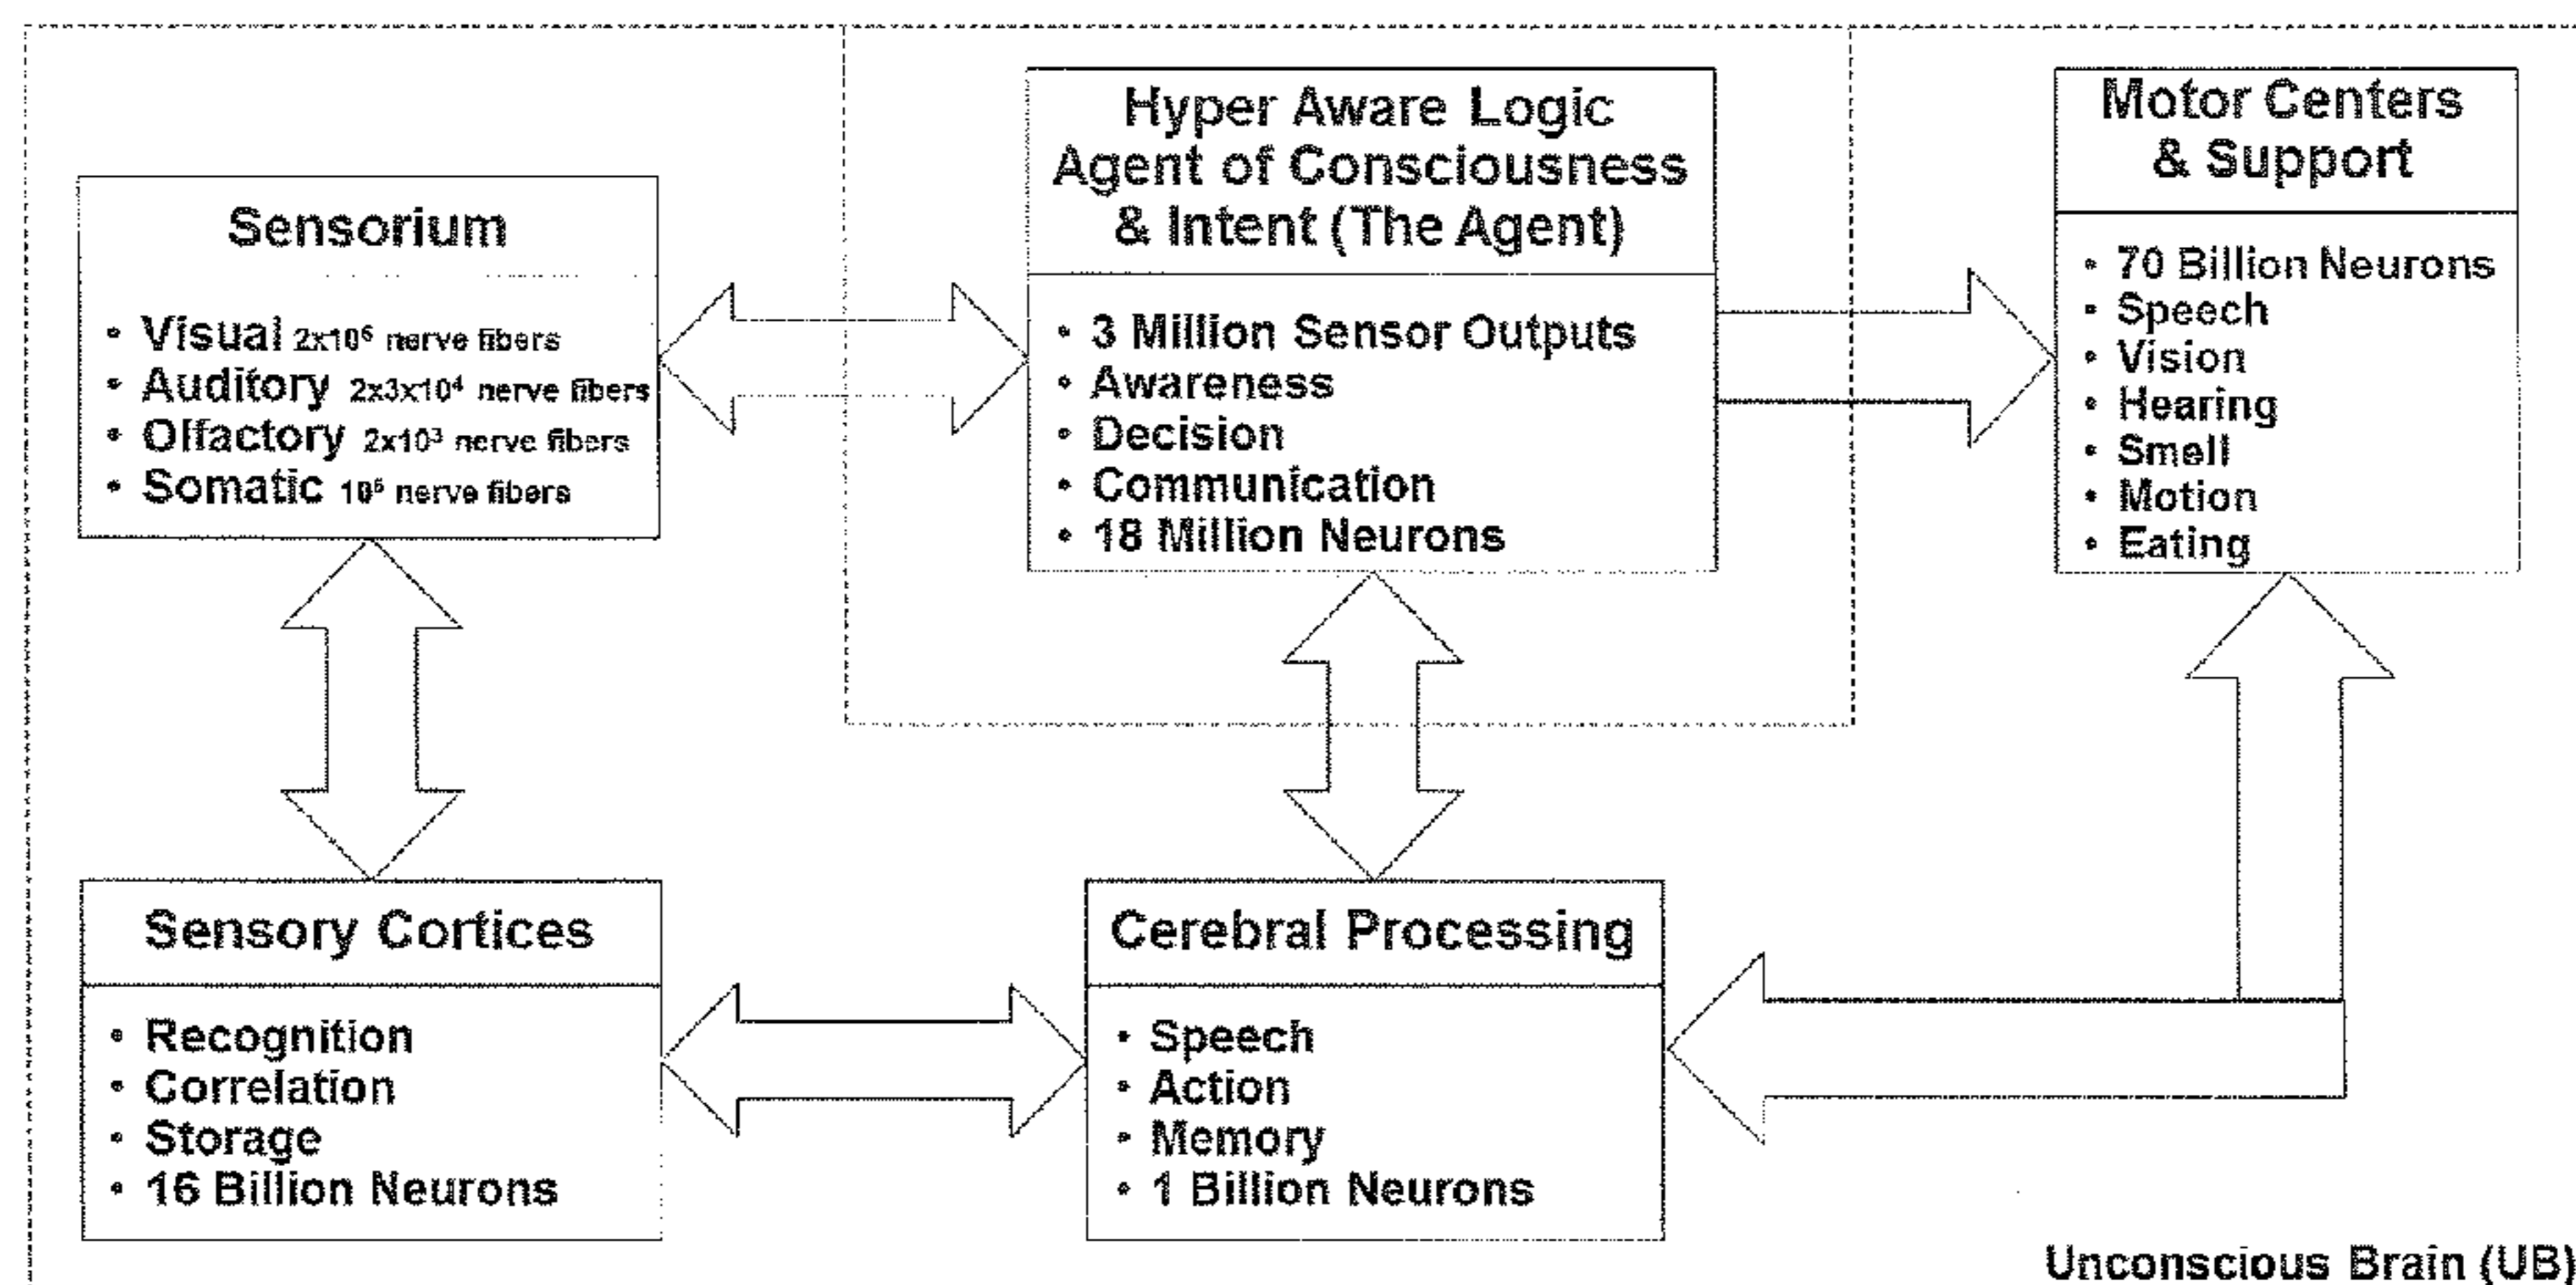 Sensorium
• Visual 2x10⁶ nerve fibers
• Auditory 2x3x10⁴ nerve fibers
• Olfactory 2x10³ nerve fibers
• Somatic nerve fibers
Hyper Aware Logic
Agent of Consciousness
& Intent (The Agent)
• 3 Million Sensor Outputs
• Awareness
• Decision
• Communication
• 18 Million Neurons
Motor Centers
& Support
• 70 Billion Neurons
• Speech
• Vision
• Hearing
• Smell
• Motion
• Eating
Sensory Cortices
• Recognition
• Correlation
• Storage
• 16 Billion Neurons
Cerebral Processing
• Speech
• Action
• Memory
• 1 Billion Neurons
Unconscious Brain (UB)